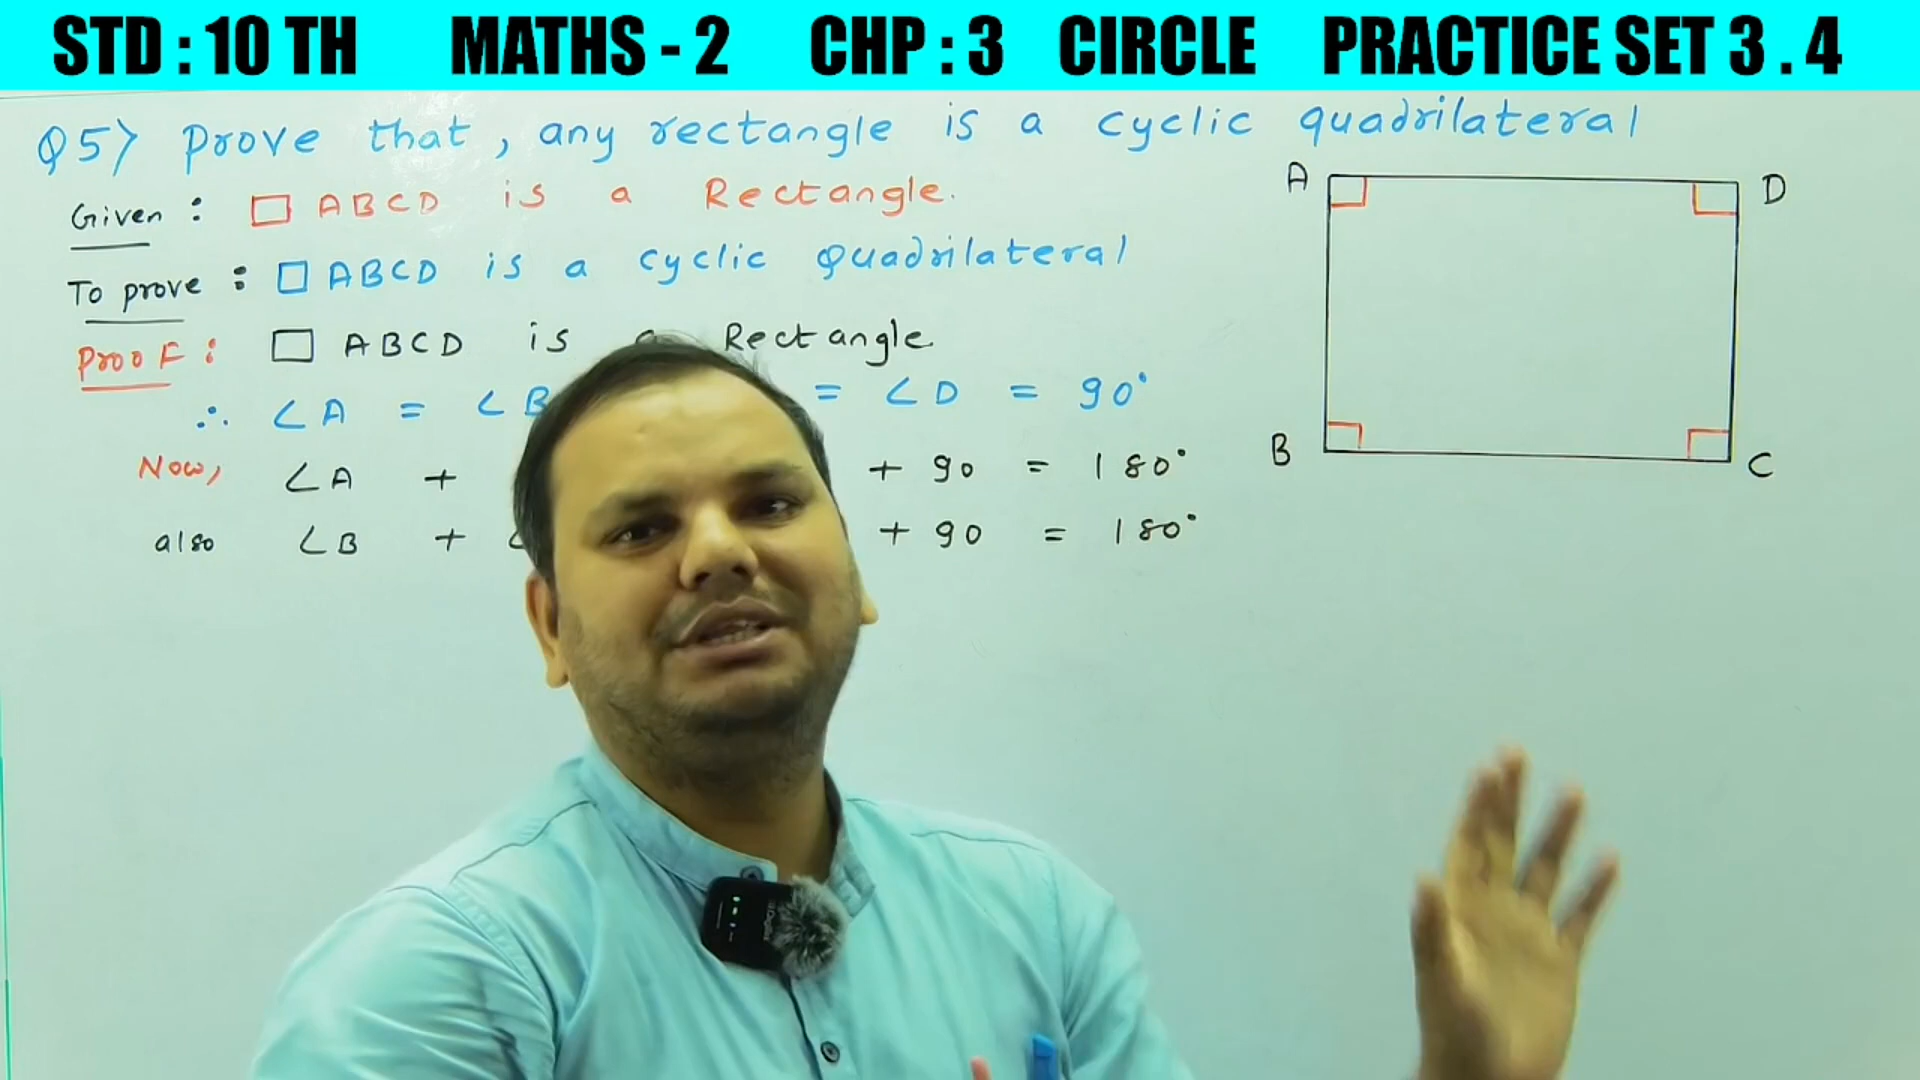 STD : 10 TH MATHS - 2 CHP : 3 CIRCLE PRACTICE SET 3 . 4
Q5> Prove that, any rectangle is a cyclic quadrilateral
Given : □ ABCD is a Rectangle.
To prove : □ ABCD is a cyclic Quadrilateral
Proof : □ ABCD is a Rectangle
∴ ∠A = ∠B = ∠D = 90°
Now, ∠A + + 90 = 180°
also ∠B + + 90 = 180°
A
D
B
C